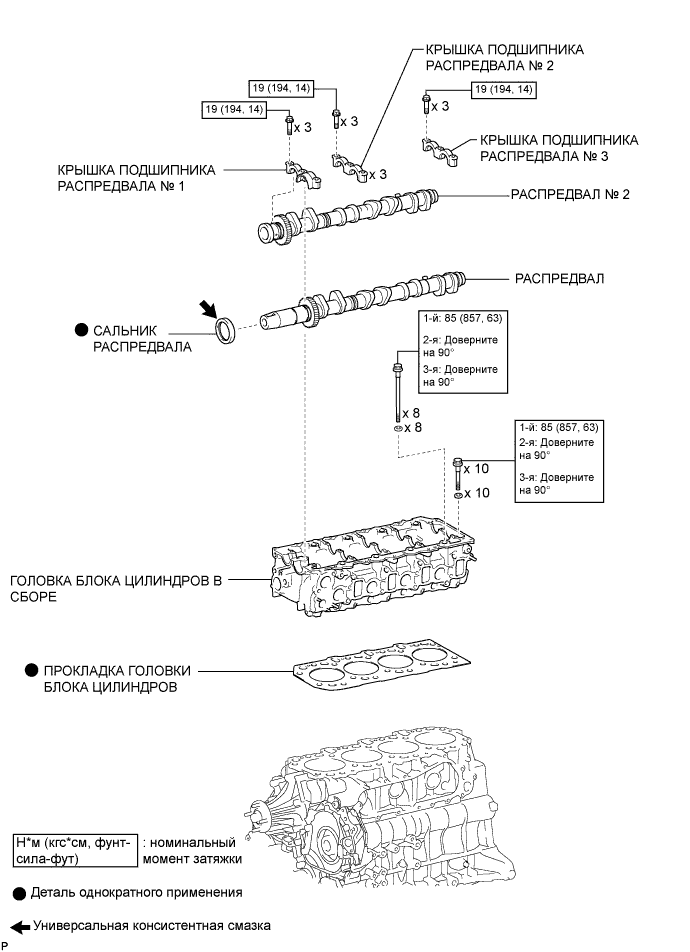 КРЫШКА ПОДШИПНИКА
РАСПРЕДВАЛА № 2
19 (194, 14)
19 (194, 14)
19 (194, 14)
x 3
x 3
x 3
КРЫШКА ПОДШИПНИКА
РАСПРЕДВАЛА № 3
КРЫШКА ПОДШИПНИКА
РАСПРЕДВАЛА № 1
x 3
РАСПРЕДВАЛ № 2
РАСПРЕДВАЛ
САЛЬНИК
РАСПРЕДВАЛА
1-й: 85 (857, 63)
2-я: Доверните
на 90°
3-я: Доверните
на 90°
x 8
x 8
1-й: 85 (857, 63)
2-я: Доверните
на 90°
3-я: Доверните
на 90°
x 10
x 10
ГОЛОВКА БЛОКА ЦИЛИНДРОВ В
СБОРЕ
ПРОКЛАДКА ГОЛОВКИ
БЛОКА ЦИЛИНДРОВ
Н*м (кгс*см, фунт-
сила-фут)
: номинальный
момент затяжки
Деталь однократного применения
Универсальная консистентная смазка
P